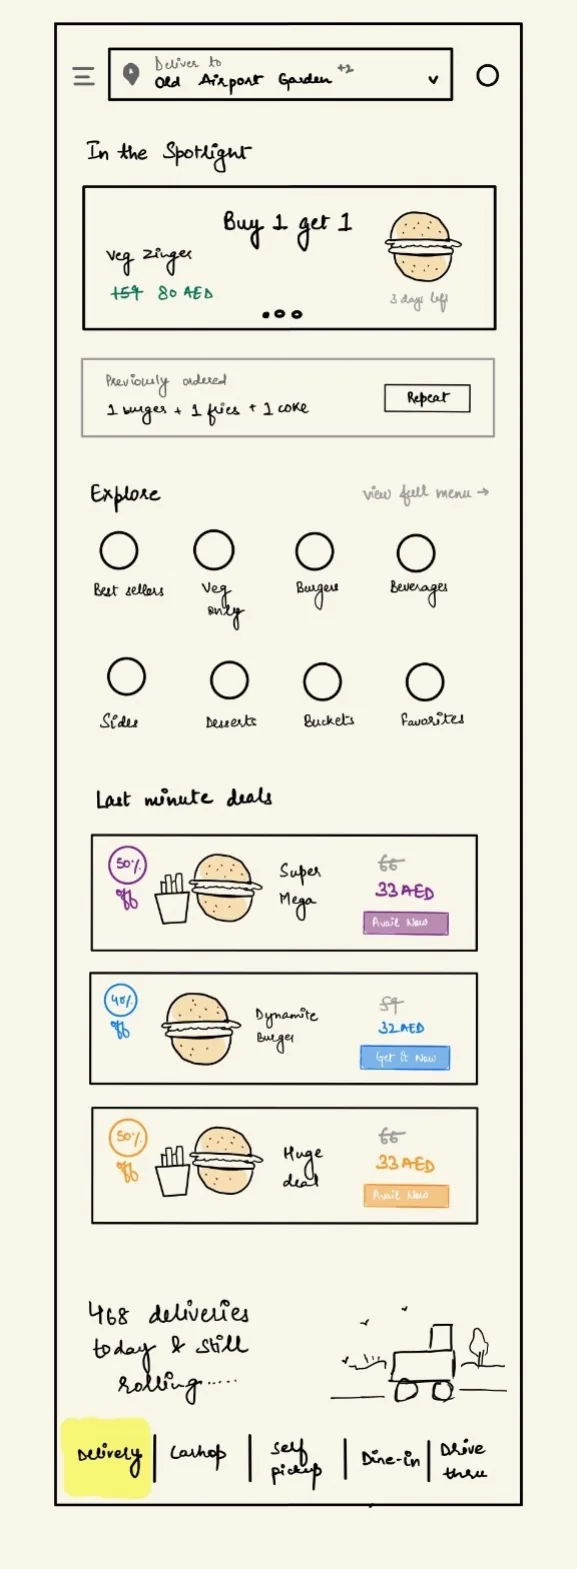 Deliver to
Old Airport Garden +2
In the Spotlight
Buy 1 get 1
Veg Zinger
159 80 AED
3 days left
Previously ordered
1 burger + 1 fries + 1 coke
Repeat
Explore
view full menu →
Best sellers
Veg
only
Burgers
Beverages
Sides
Desserts
Buckets
Favorites
Last minute deals
50%
Super
Mega
66
33 AED
Avail Now
40%
Dynamite
Burger
59
32 AED
Get It Now
50%
Huge
deal
66
33 AED
Avail Now
468 deliveries
today & still
rolling.....
Delivery
Carhop
Self
pickup
Dine-in
Drive
thru